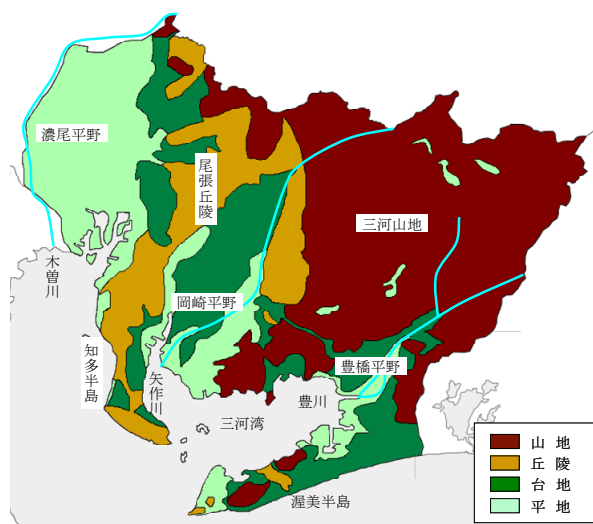 濃尾平野
尾張丘陵
三河山地
木曽川
岡崎平野
知多半島
矢作川
豊橋平野
豊川
三河湾
渥美半島
山 地
丘 陵
台 地
平 地